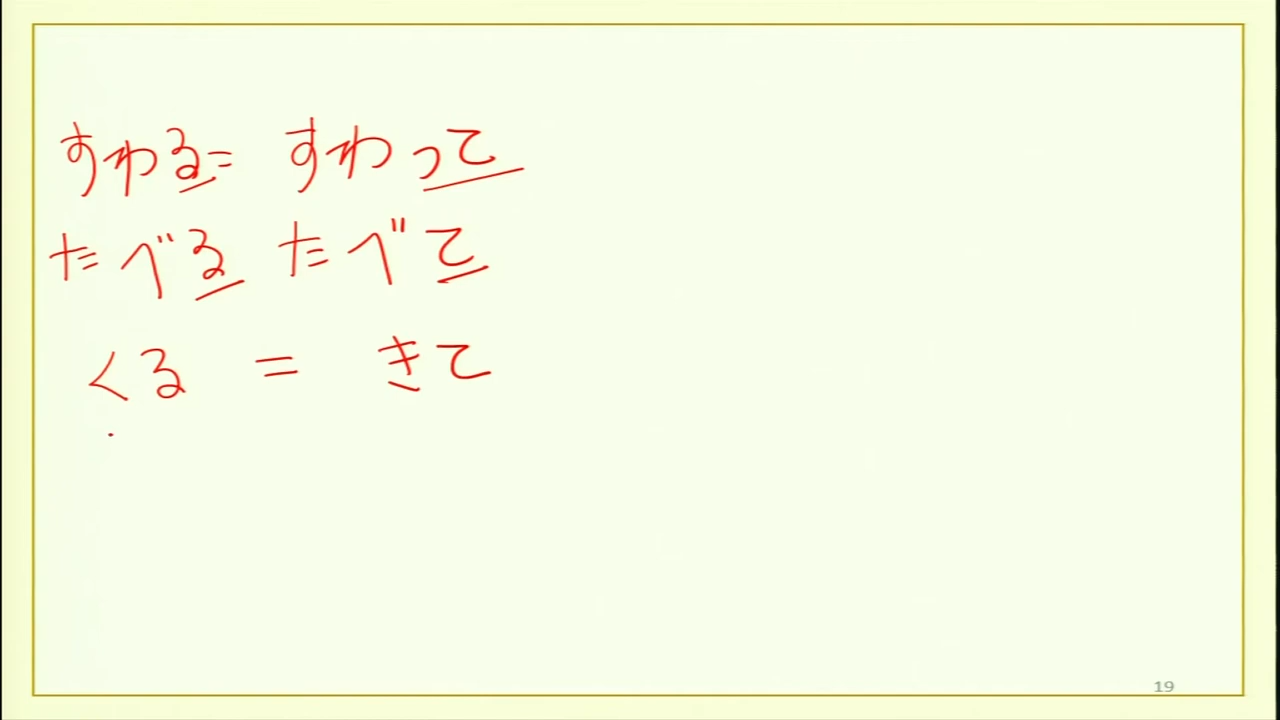 すわる= すわって
たべる たべて
くる = きて
19